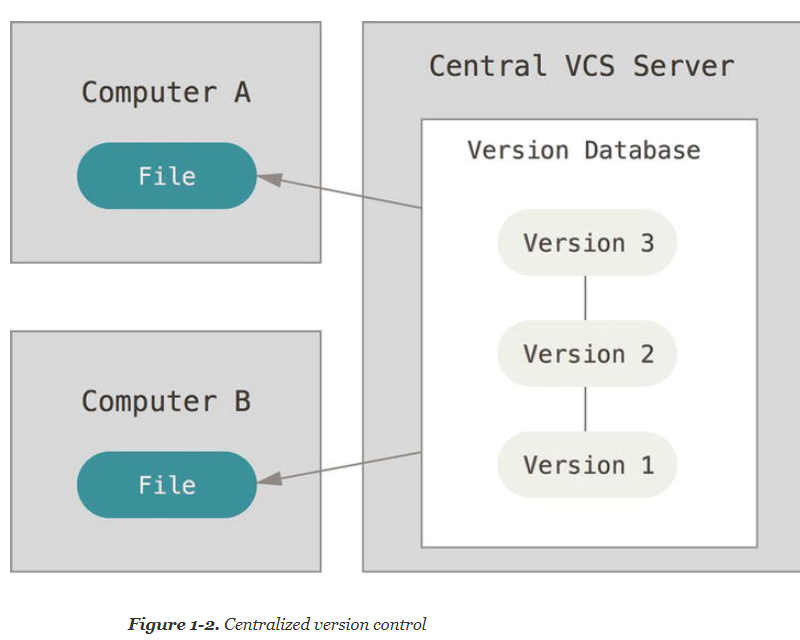 Computer A
File
Central VCS Server
Version Database
Version 3
Version 2
Version 1
Computer B
File
Figure 1-2. Centralized version control